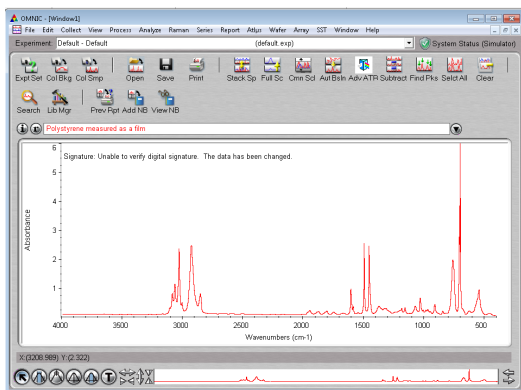 OMNIC - [Window1]
File Edit Collect View Process Analyze Raman Series Report Atlµs Wafer Array SST Window Help
Experiment: Default - Default (default.exp) System Status (Simulator)
Expt Set Col Bkg Col Smp Open Save Print Stack Sp Full Sc Cmn Scl Aut Bsln Adv ATR Subtract Find Pks Selct All Clear
Search Lib Mgr Prev Rpt Add NB View NB
Polystyrene measured as a film
Signature: Unable to verify digital signature. The data has been changed.
6
5
4
3
2
1
Absorbance
4000 3500 3000 2500 2000 1500 1000 500
Wavenumbers (cm-1)
X:(3208.989) Y:(2.322)
T